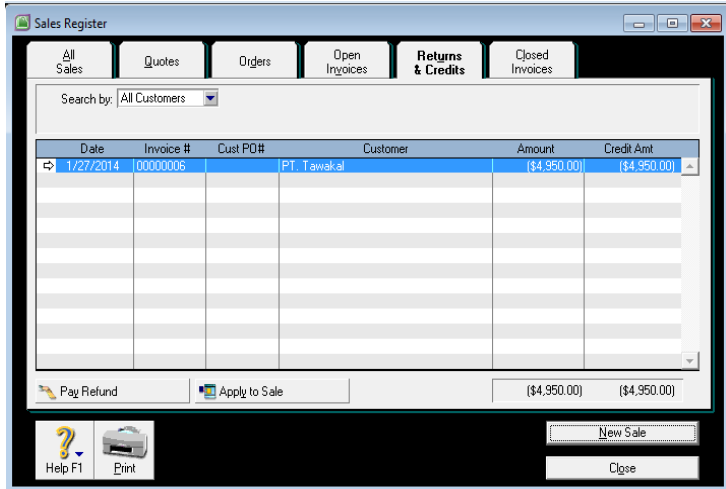 Sales Register
All Sales
Quotes
Orders
Open Invoices
Returns & Credits
Closed Invoices
Search by: All Customers
Date Invoice # Cust PO# Customer Amount Credit Amt
1/27/2014 00000006 PT. Tawakal ($4,950.00) ($4,950.00)
Pay Refund Apply to Sale ($4,950.00) ($4,950.00)
New Sale
Help F1 Print Close